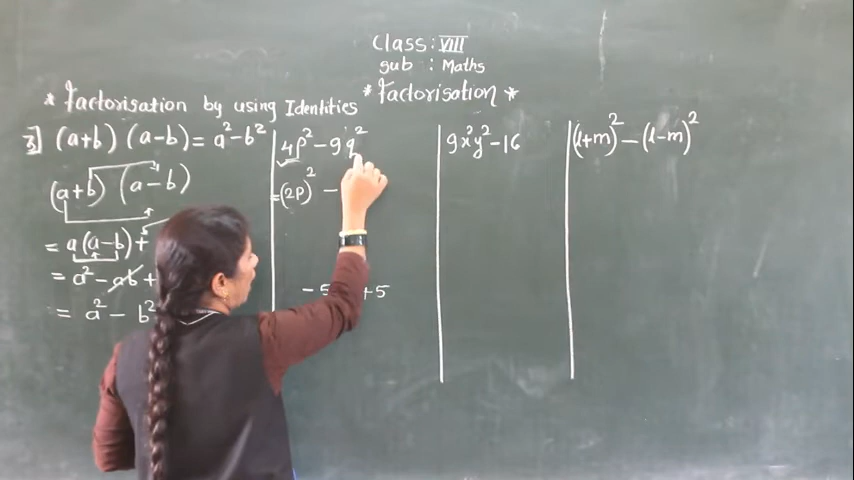 Class: VIII
Sub : Maths
* Factorisation *
* Factorisation by using Identities
3] (a+b) (a-b) = a²-b²
(a+b) (a-b)
= a(a-b)+
= a² - ab +
= a² - b²
4p² - 9q²
= (2p)² -
- 5 +5
9x²y² - 16
(l+m)² - (l-m)²